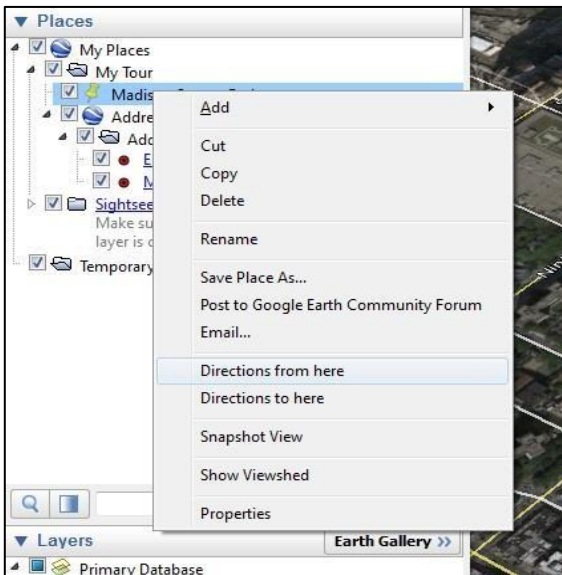 Places
My Places
My Tour
Addre
Add
Add
Cut
Copy
Delete
Rename
Sightsee
Make su
layer is
Temporary
Save Place As...
Post to Google Earth Community Forum
Email...
Directions from here
Directions to here
Snapshot View
Show Viewshed
Properties
Layers
Earth Gallery >>
Primary Database